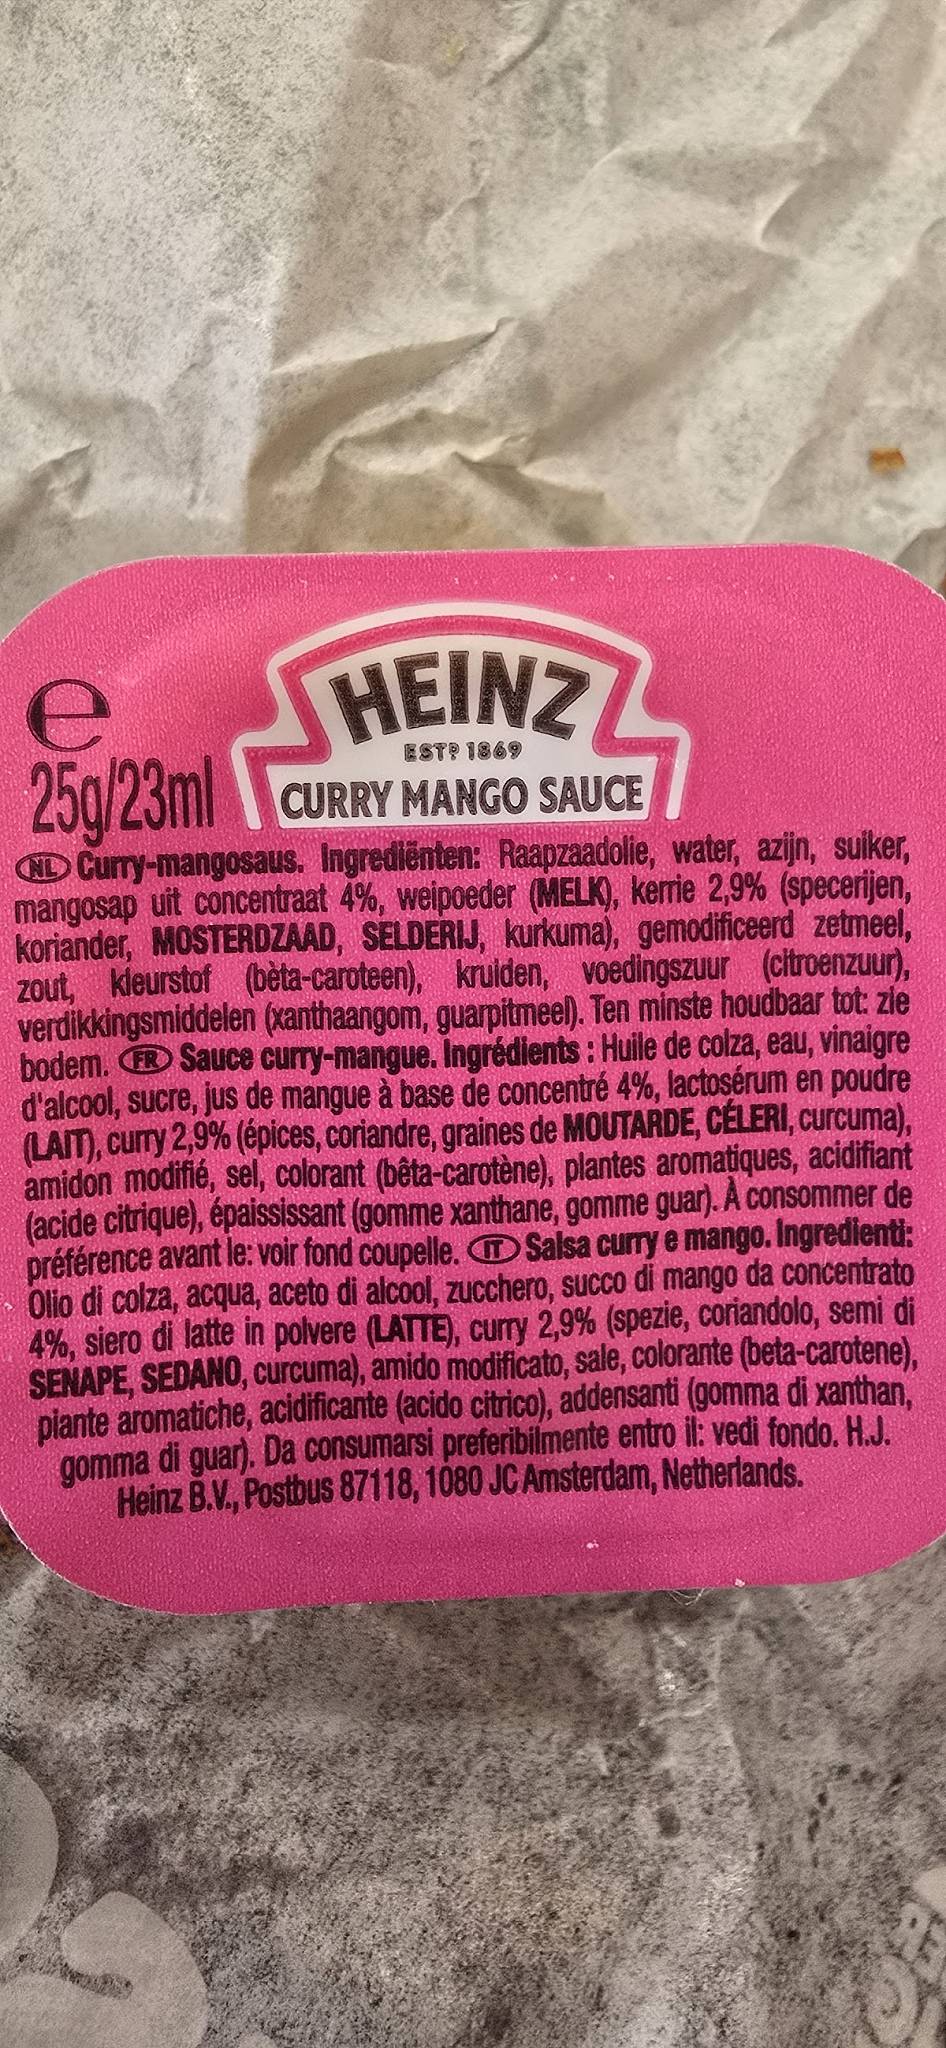 HEINZ
ESTD 1869
CURRY MANGO SAUCE
e
25g/23ml
NL Curry-mangosaus. Ingrediënten: Raapzaadolie, water, azijn, suiker,
mangosap uit concentraat 4%, weipoeder (MELK), kerrie 2,9% (specerijen,
koriander, MOSTERDZAAD, SELDERIJ, kurkuma), gemodificeerd zetmeel,
zout, kleurstof (bèta-caroteen), kruiden, voedingszuur (citroenzuur),
verdikkingsmiddelen (xanthaangom, guarpitmeel). Ten minste houdbaar tot: zie
bodem. FR Sauce curry-mangue. Ingrédients : Huile de colza, eau, vinaigre
d'alcool, sucre, jus de mangue à base de concentré 4%, lactosérum en poudre
(LAIT), curry 2,9% (épices, coriandre, graines de MOUTARDE, CÉLERI, curcuma),
amidon modifié, sel, colorant (bêta-carotène), plantes aromatiques, acidifiant
(acide citrique), épaississant (gomme xanthane, gomme guar). À consommer de
préférence avant le: voir fond coupelle. IT Salsa curry e mango. Ingredienti:
Olio di colza, acqua, aceto di alcool, zucchero, succo di mango da concentrato
4%, siero di latte in polvere (LATTE), curry 2,9% (spezie, coriandolo, semi di
SENAPE, SEDANO, curcuma), amido modificato, sale, colorante (beta-carotene),
piante aromatiche, acidificante (acido citrico), addensanti (gomma di xanthan,
gomma di guar). Da consumarsi preferibilmente entro il: vedi fondo. H.J.
Heinz B.V., Postbus 87118, 1080 JC Amsterdam, Netherlands.